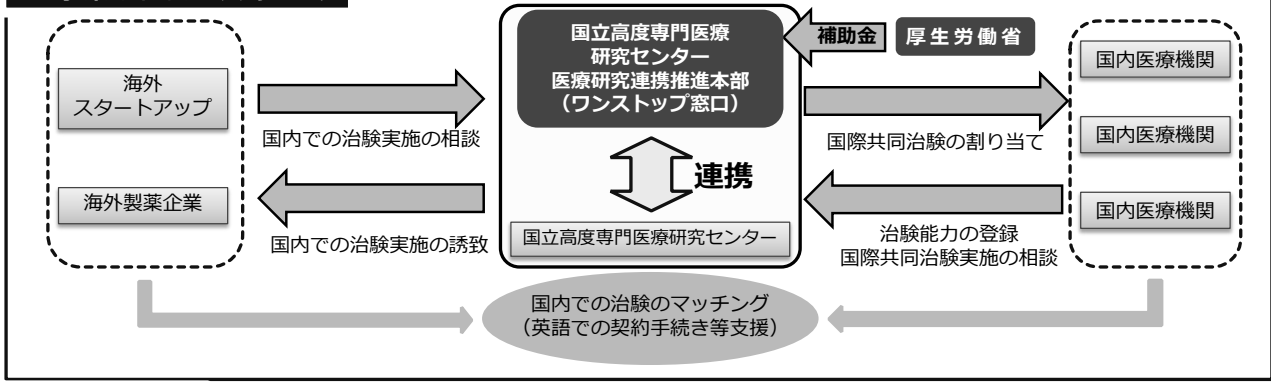 国立高度専門医療
研究センター
医療研究連携推進本部
（ワンストップ窓口）
補助金
厚生労働省
海外
スタートアップ
海外製薬企業
国内での治験実施の相談
国内での治験実施の誘致
連携
国立高度専門医療研究センター
国際共同治験の割り当て
治験能力の登録
国際共同治験実施の相談
国内医療機関
国内医療機関
国内医療機関
国内での治験のマッチング
（英語での契約手続き等支援）